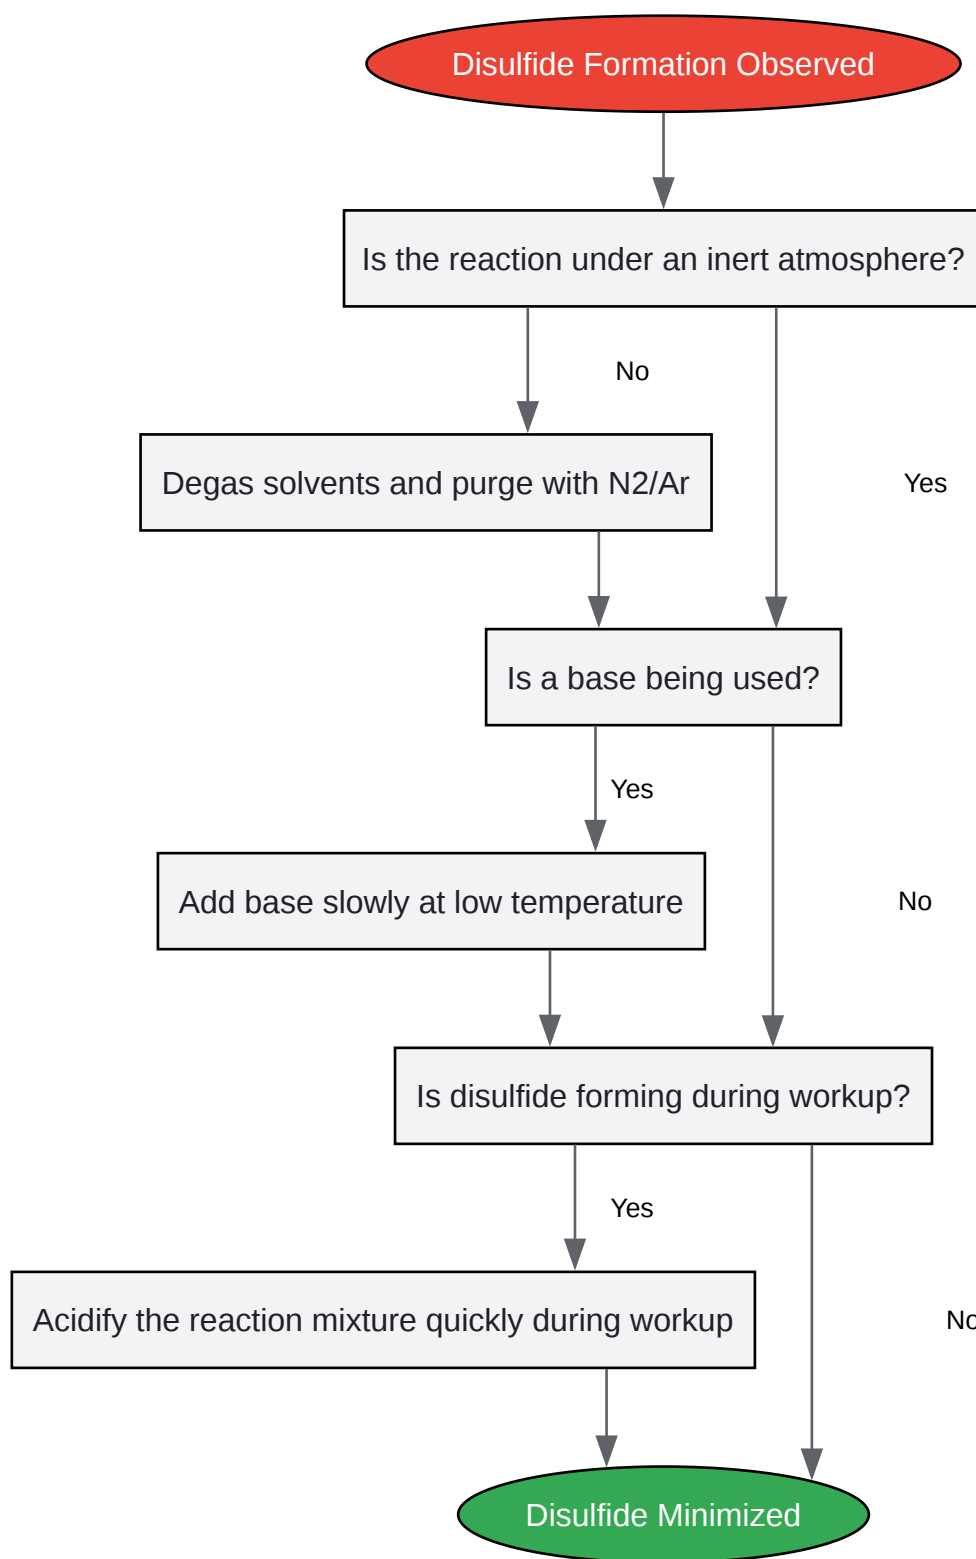 Disulfide Formation Observed
Is the reaction under an inert atmosphere?
No
Degas solvents and purge with N2/Ar
Yes
Is a base being used?
Yes
Add base slowly at low temperature
No
Is disulfide forming during workup?
Yes
Acidify the reaction mixture quickly during workup
No
Disulfide Minimized